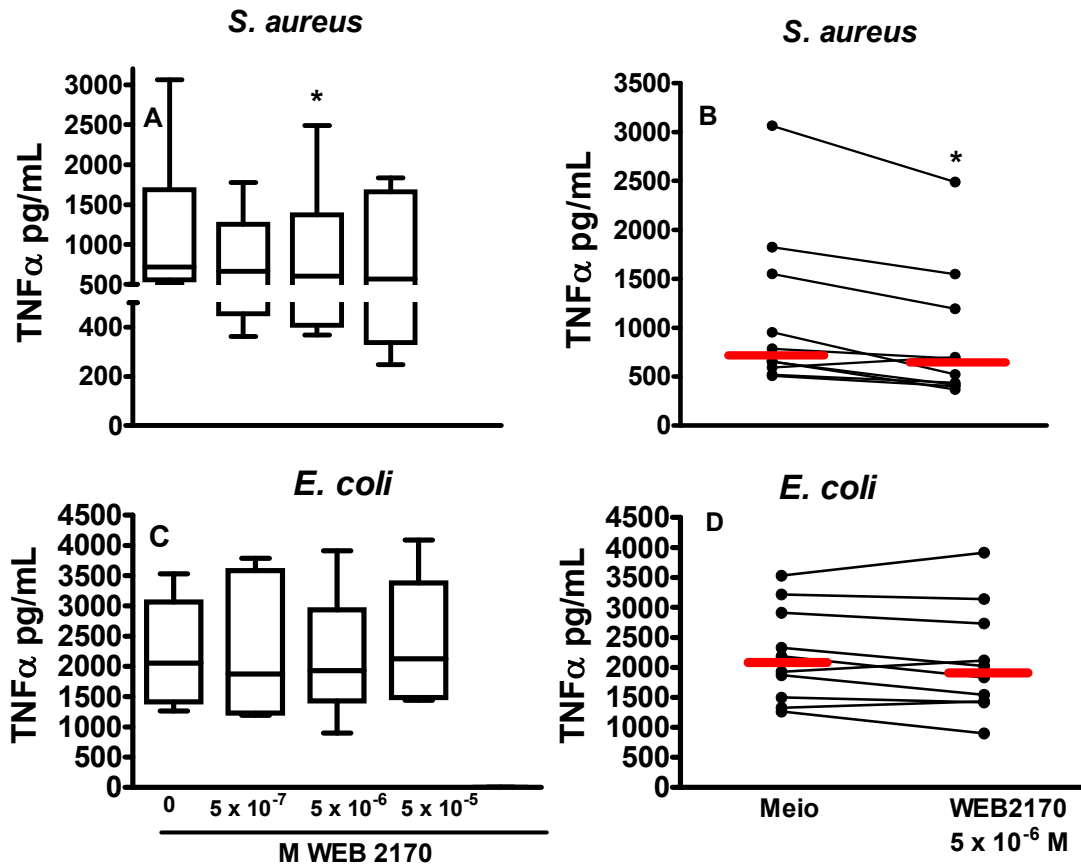 S. aureus
A
*
3000
2500
2000
1500
1000
500
400
200
0
TNFα pg/mL
S. aureus
B
*
3500
3000
2500
2000
1500
1000
500
0
TNFα pg/mL
E. coli
C
4500
4000
3500
3000
2500
2000
1500
1000
500
0
TNFα pg/mL
0 5 x 10⁻⁷ 5 x 10⁻⁶ 5 x 10⁻⁵
M WEB 2170
E. coli
D
4500
4000
3500
3000
2500
2000
1500
1000
500
0
TNFα pg/mL
Meio WEB2170
5 x 10⁻⁶ M